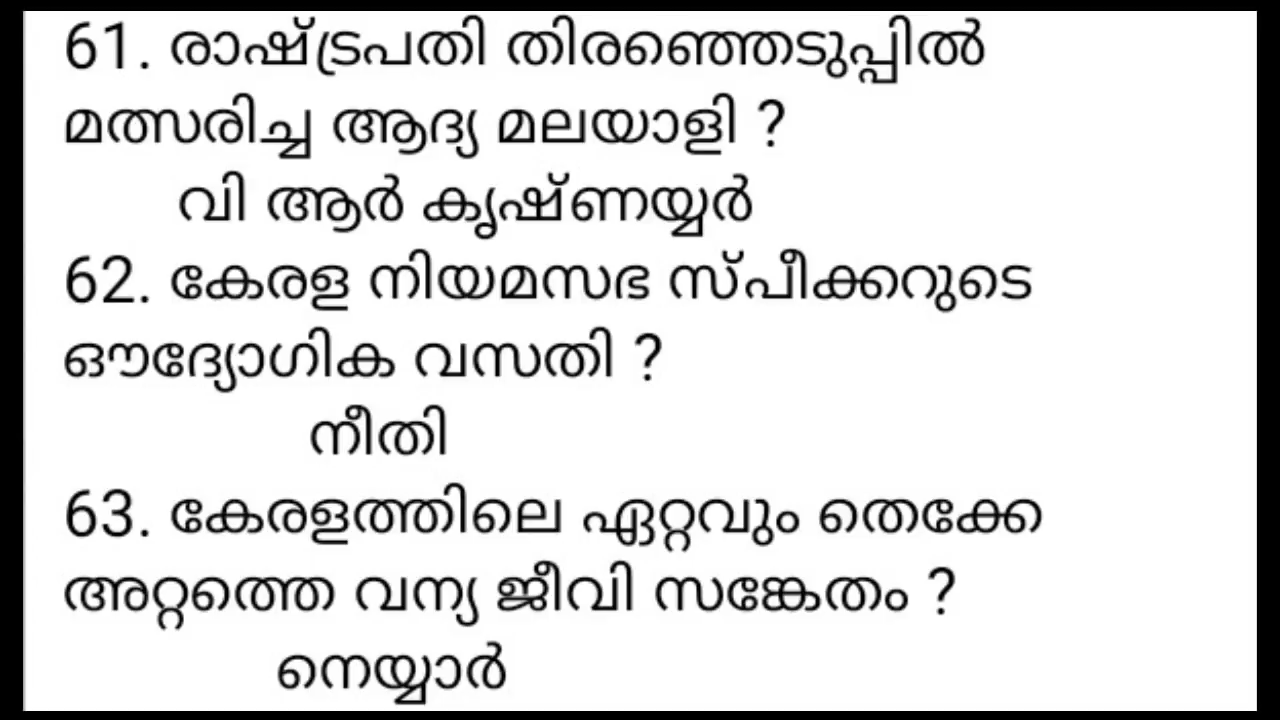 61. രാഷ്ട്രപതി തിരഞ്ഞെടുപ്പിൽ
മത്സരിച്ച ആദ്യ മലയാളി ?
വി ആർ കൃഷ്ണയ്യർ
62. കേരള നിയമസഭ സ്പീക്കറുടെ
ഔദ്യോഗിക വസതി ?
നീതി
63. കേരളത്തിലെ ഏറ്റവും തെക്കേ
അറ്റത്തെ വന്യ ജീവി സങ്കേതം ?
നെയ്യാർ